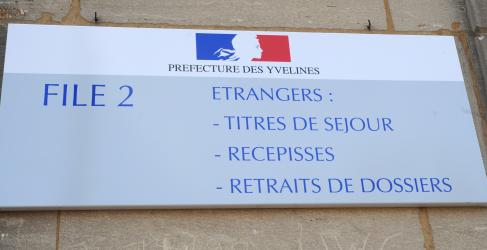 PREFECTURE DES YVELINES
FILE 2
ETRANGERS :
- TITRES DE SEJOUR
- RECEPISSES
- RETRAITS DE DOSSIERS